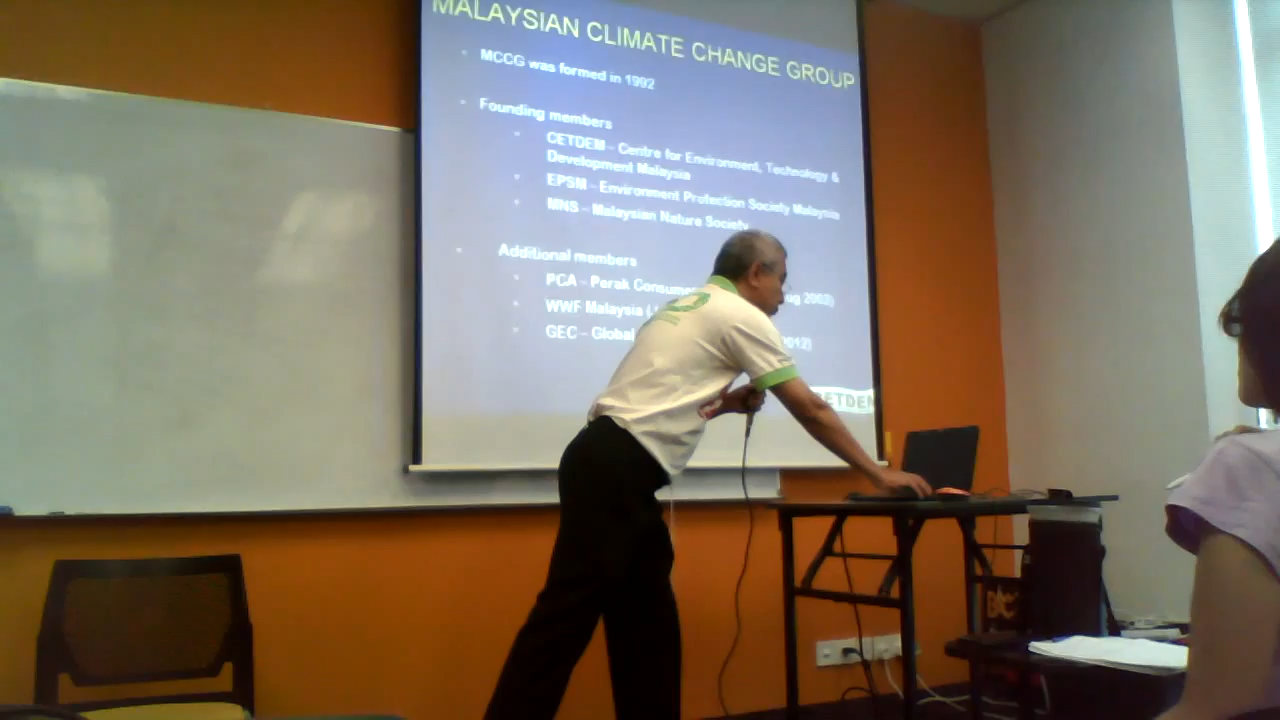 MALAYSIAN CLIMATE CHANGE GROUP
MCCG was formed in 1992
Founding members
CETDEM – Centre for Environment, Technology &
Development Malaysia
EPSM – Environment Protection Society Malaysia
MNS – Malaysian Nature Society
Additional members
PCA – Perak
WWF Malaysia
GEC – Global 2012)
CETDEM